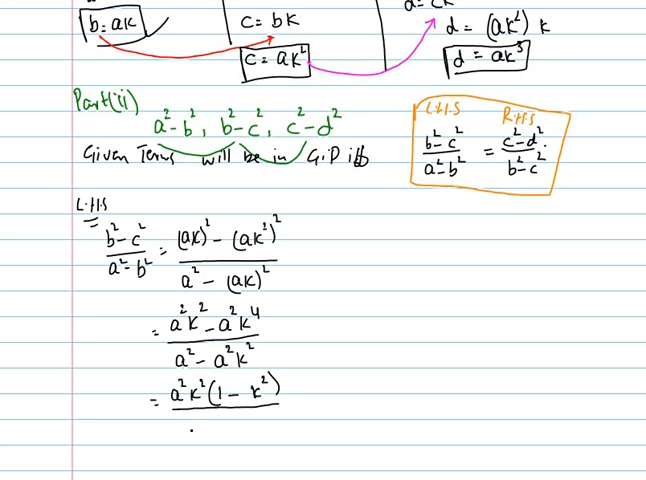 b = ak
c = bk
c = ak²
d = ck
d = (ak²) k
d = ak³
Part(ii)
a²-b², b²-c², c²-d²
Given Terms will be in G.P iff
L.H.S R.H.S
b²-c² / a²-b² = c²-d² / b²-c².
L.H.S
b²-c² / a²-b² = (ak)² - (ak²)² / a² - (ak)²
= a²k² - a²k⁴ / a² - a²k²
= a²k²(1 - k²)